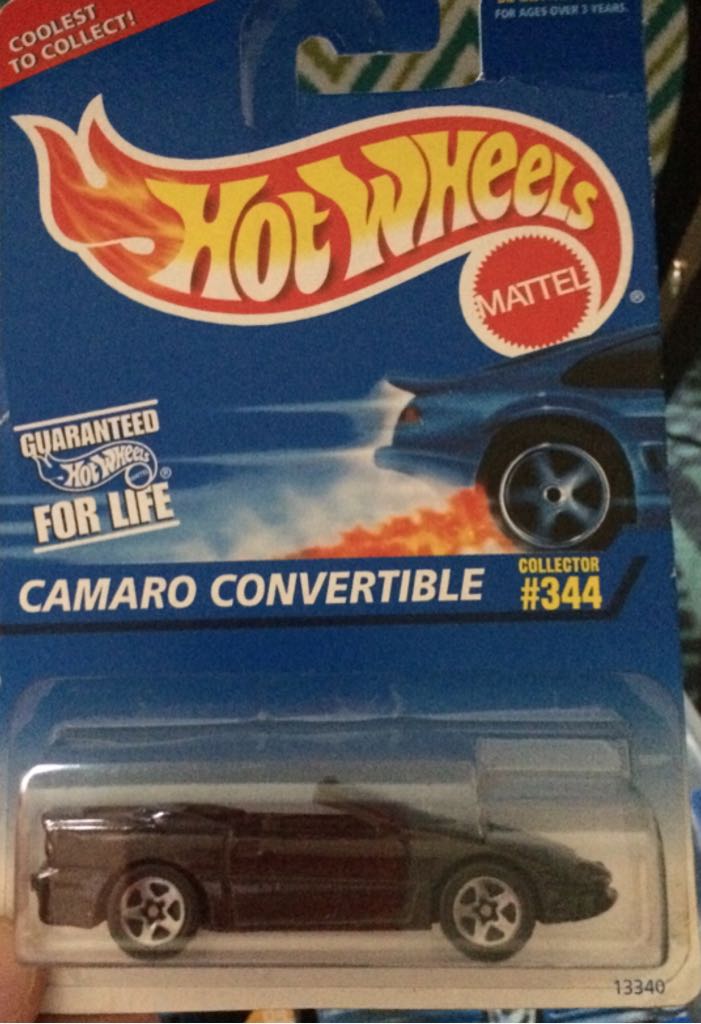 COOLEST
TO COLLECT!
FOR AGES OVER 3 YEARS.
HOT WHEELS
MATTEL
®
GUARANTEED
HOT WHEELS
®
FOR LIFE
CAMARO CONVERTIBLE
COLLECTOR
#344
13340